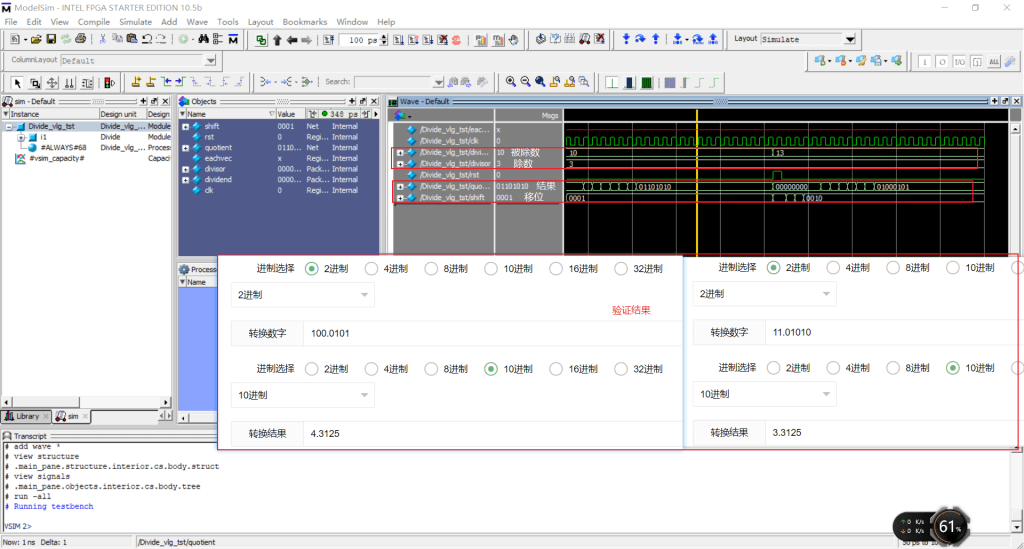 ModelSim - INTEL FPGA STARTER EDITION 10.5b
File Edit View Compile Simulate Add Wave Tools Layout Bookmarks Window Help
100 ps
Layout Simulate
ColumnLayout Default
Search:
ALL
sim - Default
Instance Design unit Design
Divide_vlg_tst Divide_vlg_... Module
i1 Divide Module
#ALWAYS#68 Divide_vlg_... Process
#vsim_capacity# Capaci
Library sim
Objects
Name Value 348 ps
shift 0001 Net Internal
rst 0 Regi... Internal
quotient 0110... Net Internal
eachvec x Regi... Internal
divisor 0000... Pack... Internal
dividend 0000... Pack... Internal
clk 0 Regi... Internal
Processe
Name
Wave - Default
Msgs
/Divide_vlg_tst/eac... x
/Divide_vlg_tst/clk 0
/Divide_vlg_tst/divi... 10 被除数 10 13
/Divide_vlg_tst/divisor 3 除数 3
/Divide_vlg_tst/rst 0
/Divide_vlg_tst/quo... 01101010 结果 01101010 00000000 01000101
/Divide_vlg_tst/shift 0001 移位 0001 0010
进制选择 2进制 4进制 8进制 10进制 16进制 32进制
2进制
验证结果
转换数字 100.0101
进制选择 2进制 4进制 8进制 10进制 16进制 32进制
10进制
转换结果 4.3125
进制选择 2进制 4进制 8进制 10进制
2进制
转换数字 11.01010
进制选择 2进制 4进制 8进制 10进制
10进制
转换结果 3.3125
Transcript
# add wave *
# view structure
# .main_pane.structure.interior.cs.body.struct
# view signals
# .main_pane.objects.interior.cs.body.tree
# run -all
# Running testbench
VSIM 2>
0 K/s
0 K/s
61%
Now: 1 ns Delta: 1 /Divide_vlg_tst/quotient